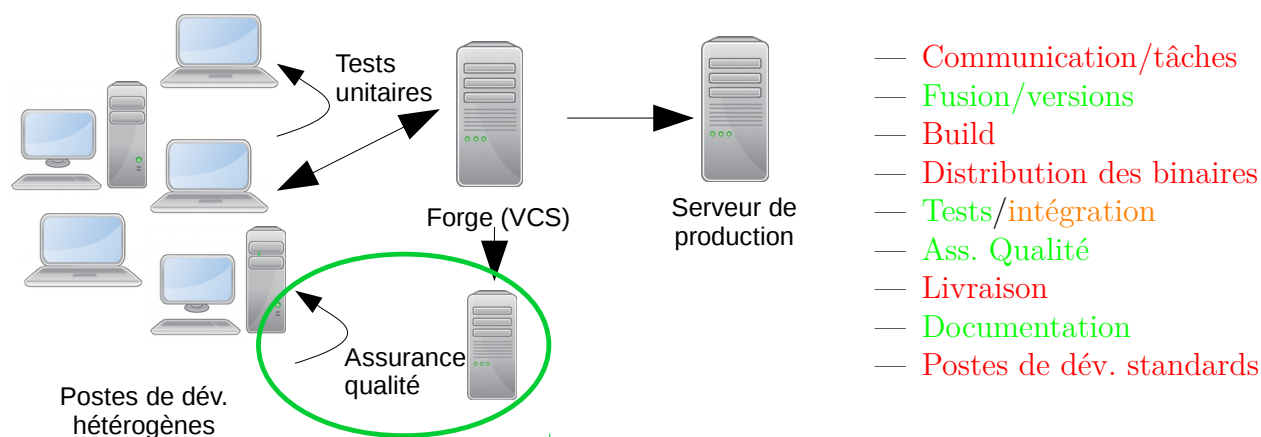 Tests
unitaires
Forge (VCS)
Serveur de
production
Assurance
qualité
Postes de dév.
hétérogènes
— Communication/tâches
— Fusion/versions
— Build
— Distribution des binaires
— Tests/intégration
— Ass. Qualité
— Livraison
— Documentation
— Postes de dév. standards